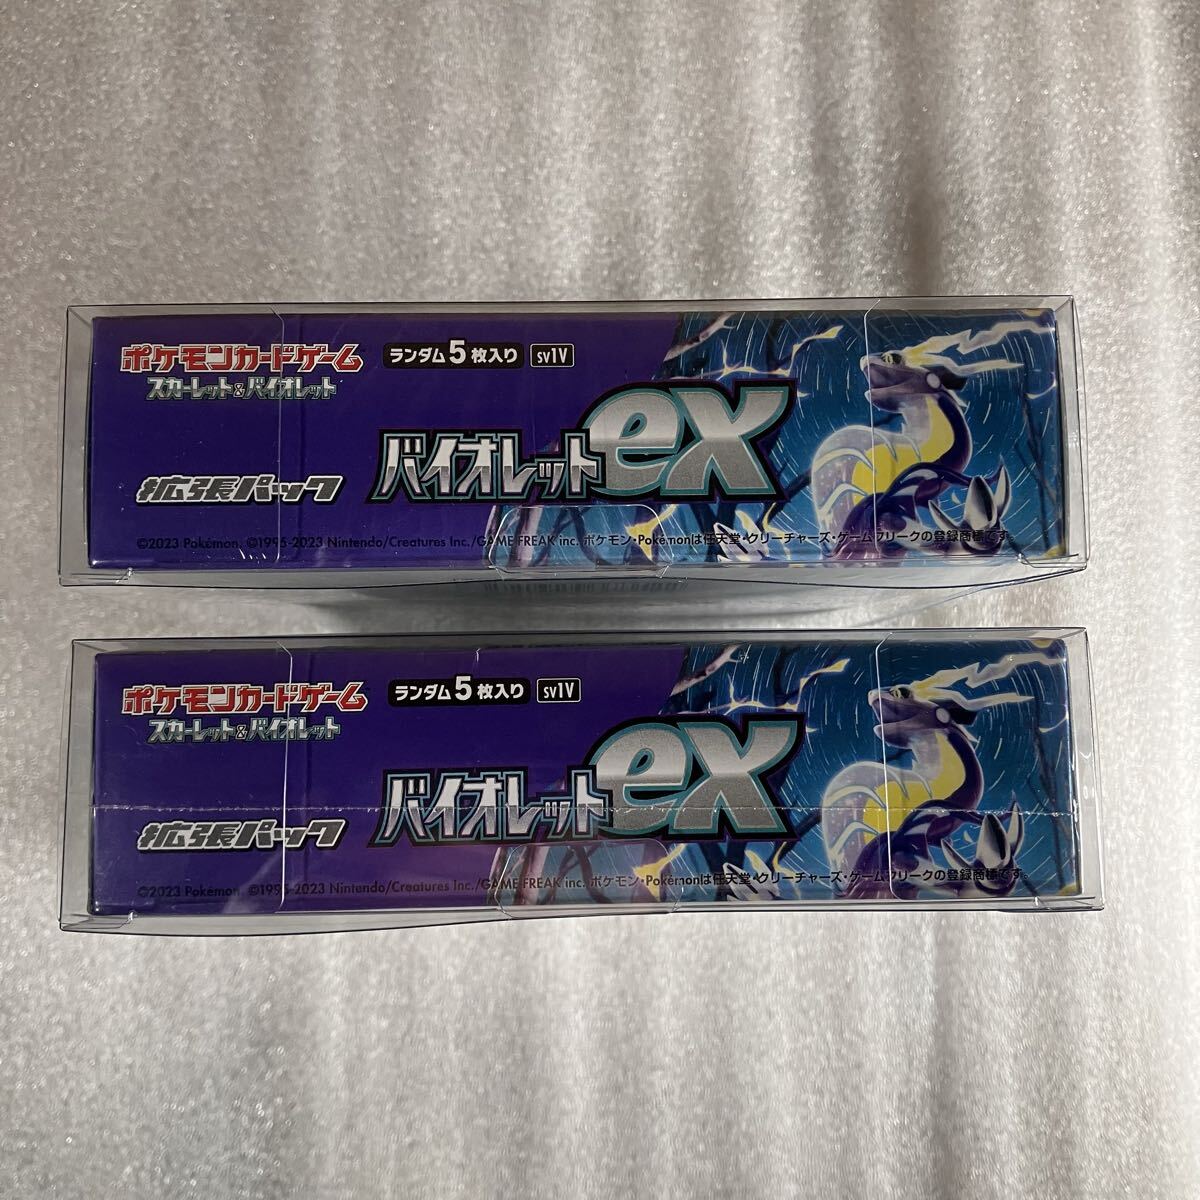 ポケモンカードゲーム
スカーレット&バイオレット
ランダム5枚入り sv1V
バイオレットex
拡張パック
©2023 Pokémon. ©1995-2023 Nintendo/Creatures Inc./GAME FREAK inc. ポケモン・Pokémonは任天堂・クリーチャーズ・ゲームフリークの登録商標です。
ポケモンカードゲーム
スカーレット&バイオレット
ランダム5枚入り sv1V
バイオレットex
拡張パック
©2023 Pokémon. ©1995-2023 Nintendo/Creatures Inc./GAME FREAK inc. ポケモン・Pokémonは任天堂・クリーチャーズ・ゲームフリークの登録商標です。